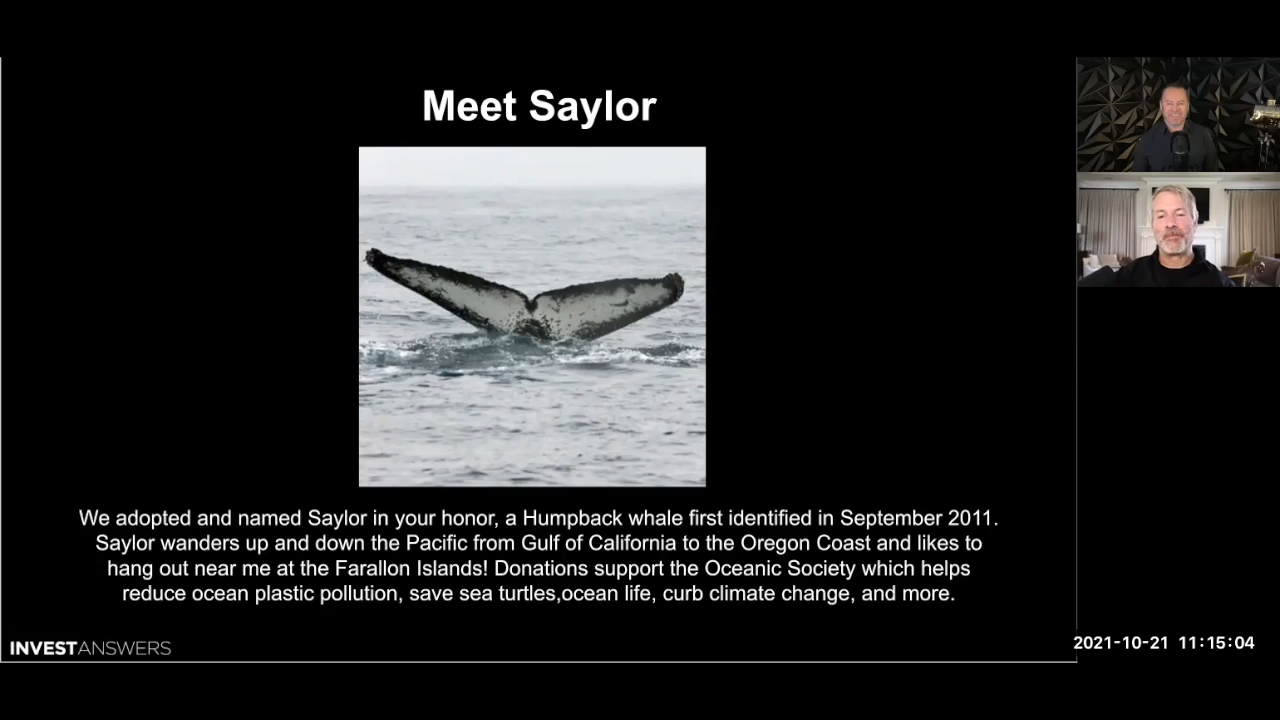 Meet Saylor
We adopted and named Saylor in your honor, a Humpback whale first identified in September 2011.
Saylor wanders up and down the Pacific from Gulf of California to the Oregon Coast and likes to
hang out near me at the Farallon Islands! Donations support the Oceanic Society which helps
reduce ocean plastic pollution, save sea turtles,ocean life, curb climate change, and more.
INVESTANSWERS
2021-10-21 11:15:04